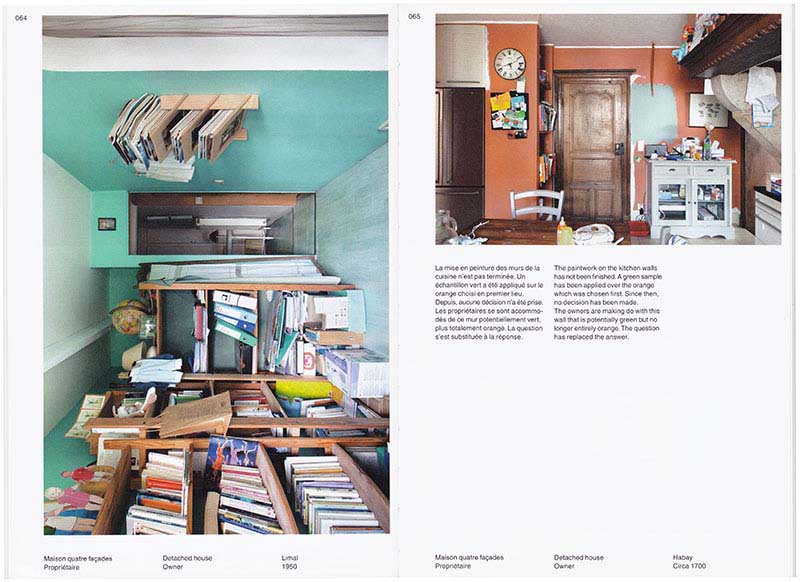 064
065
La mise en peinture des murs de la
cuisine n'est pas terminée. Un
échantillon vert a été appliqué sur le
orange choisi en premier lieu.
Depuis, aucune décision n'a été prise.
Les propriétaires se sont accommo-
dés de ce mur potentiellement vert,
plus totalement orange. La question
s'est substituée à la réponse.
The paintwork on the kitchen walls
has not been finished. A green sample
has been applied over the orange
which was chosen first. Since then,
no decision has been made.
The owners are making do with this
wall that is potentially green but no
longer entirely orange. The question
has replaced the answer.
Maison quatre façades
Propriétaire
Detached house
Owner
Limal
1950
Maison quatre façades
Propriétaire
Detached house
Owner
Habay
Circa 1700